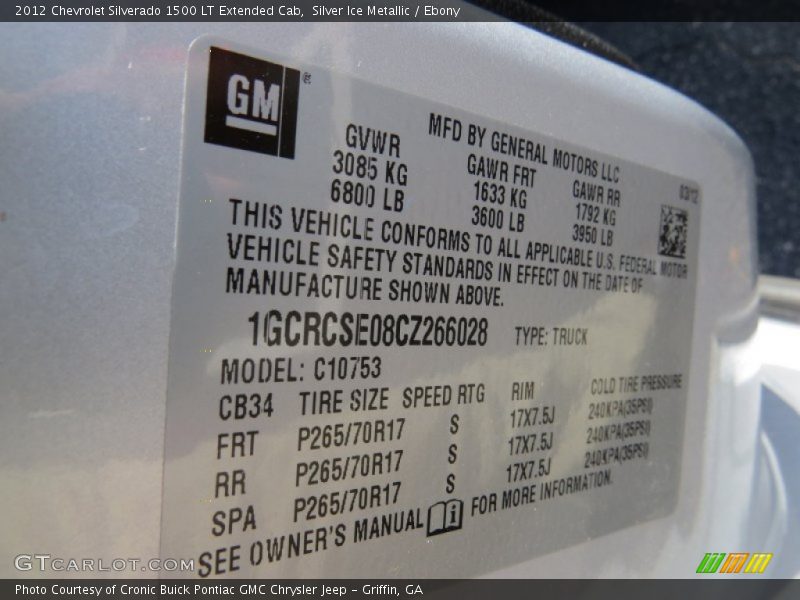 2012 Chevrolet Silverado 1500 LT Extended Cab, Silver Ice Metallic / Ebony
GM ®
MFD BY GENERAL MOTORS LLC
03/12
GVWR GAWR FRT GAWR RR
3085 KG 1633 KG 1792 KG
6800 LB 3600 LB 3950 LB
THIS VEHICLE CONFORMS TO ALL APPLICABLE U.S. FEDERAL MOTOR
VEHICLE SAFETY STANDARDS IN EFFECT ON THE DATE OF
MANUFACTURE SHOWN ABOVE.
1GCRCSE08CZ266028 TYPE: TRUCK
MODEL: C10753
CB34 TIRE SIZE SPEED RTG RIM COLD TIRE PRESSURE
FRT P265/70R17 S 17X7.5J 240KPA(35PSI)
RR P265/70R17 S 17X7.5J 240KPA(35PSI)
SPA P265/70R17 S 17X7.5J 240KPA(35PSI)
SEE OWNER'S MANUAL i FOR MORE INFORMATION.
GTCARLOT.COM
Photo Courtesy of Cronic Buick Pontiac GMC Chrysler Jeep - Griffin, GA